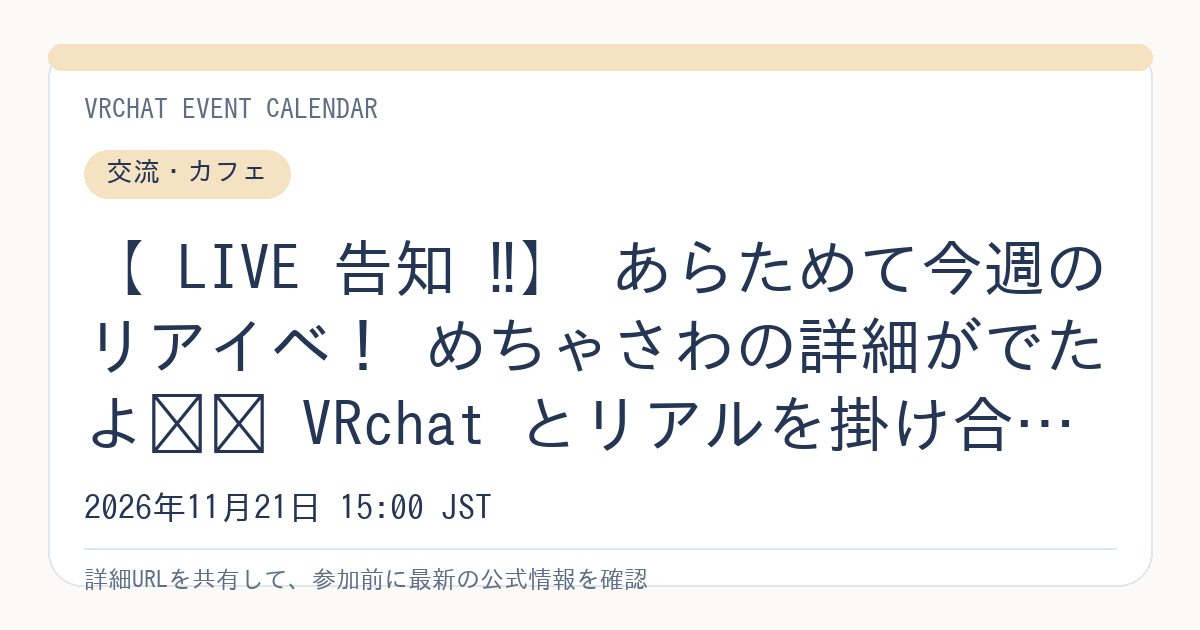 VRCHAT EVENT CALENDAR
交流・カフェ
【 LIVE 告知 ‼】 あらためて今週の
リアイベ！ めちゃさわの詳細がでた
よ VRchat とリアルを掛け合…
2026年11月21日 15:00 JST
詳細URLを共有して、参加前に最新の公式情報を確認